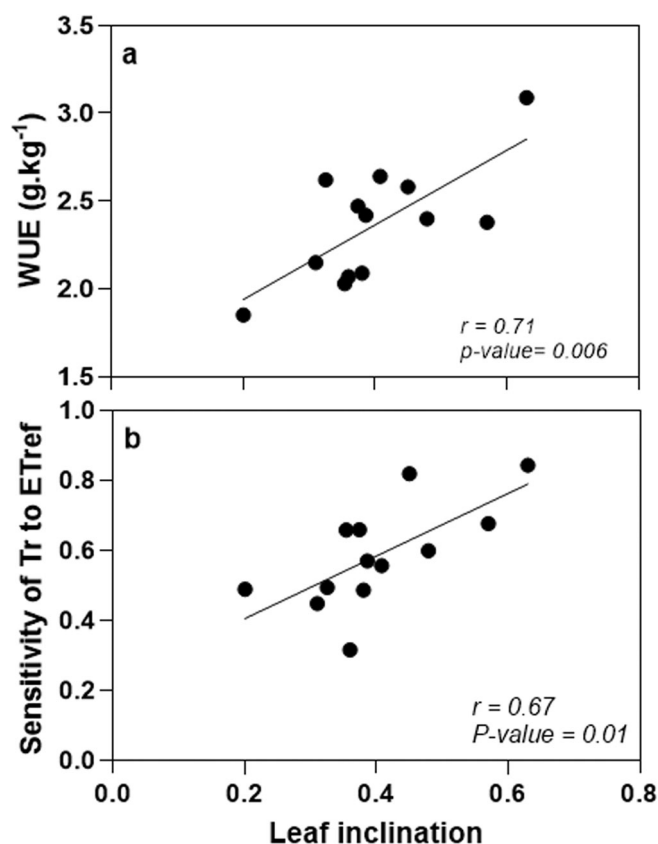 3.5
a
3.0
2.5
2.0
1.5
WUE (g.kg⁻¹)
r = 0.71
p-value= 0.006
1.0
b
0.8
0.6
0.4
0.2
0.0
Sensitivity of Tr to ETref
r = 0.67
P-value = 0.01
0.0 0.2 0.4 0.6 0.8
Leaf inclination